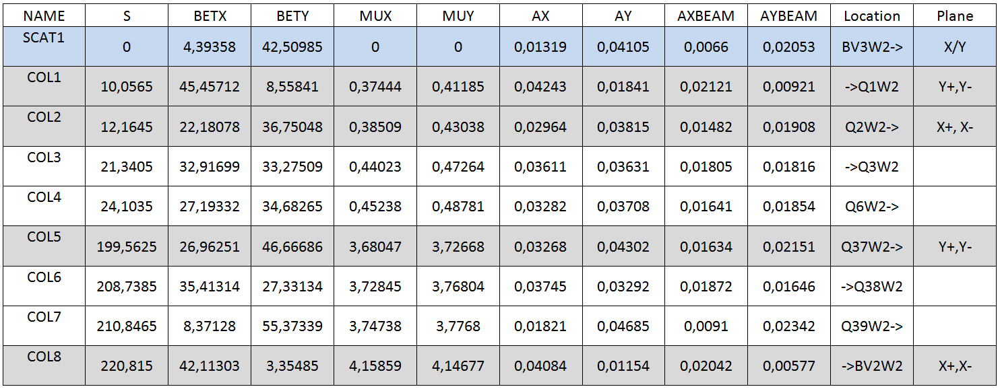 NAME S BETX BETY MUX MUY AX AY AXBEAM AYBEAM Location Plane
SCAT1 0 4,39358 42,50985 0 0 0,01319 0,04105 0,0066 0,02053 BV3W2-> X/Y
COL1 10,0565 45,45712 8,55841 0,37444 0,41185 0,04243 0,01841 0,02121 0,00921 ->Q1W2 Y+,Y-
COL2 12,1645 22,18078 36,75048 0,38509 0,43038 0,02964 0,03815 0,01482 0,01908 Q2W2-> X+, X-
COL3 21,3405 32,91699 33,27509 0,44023 0,47264 0,03611 0,03631 0,01805 0,01816 ->Q3W2
COL4 24,1035 27,19332 34,68265 0,45238 0,48781 0,03282 0,03708 0,01641 0,01854 Q6W2->
COL5 199,5625 26,96251 46,66686 3,68047 3,72668 0,03268 0,04302 0,01634 0,02151 Q37W2-> Y+,Y-
COL6 208,7385 35,41314 27,33134 3,72845 3,76804 0,03745 0,03292 0,01872 0,01646 ->Q38W2
COL7 210,8465 8,37128 55,37339 3,74738 3,7768 0,01821 0,04685 0,0091 0,02342 Q39W2->
COL8 220,815 42,11303 3,35485 4,15859 4,14677 0,04084 0,01154 0,02042 0,00577 ->BV2W2 X+,X-